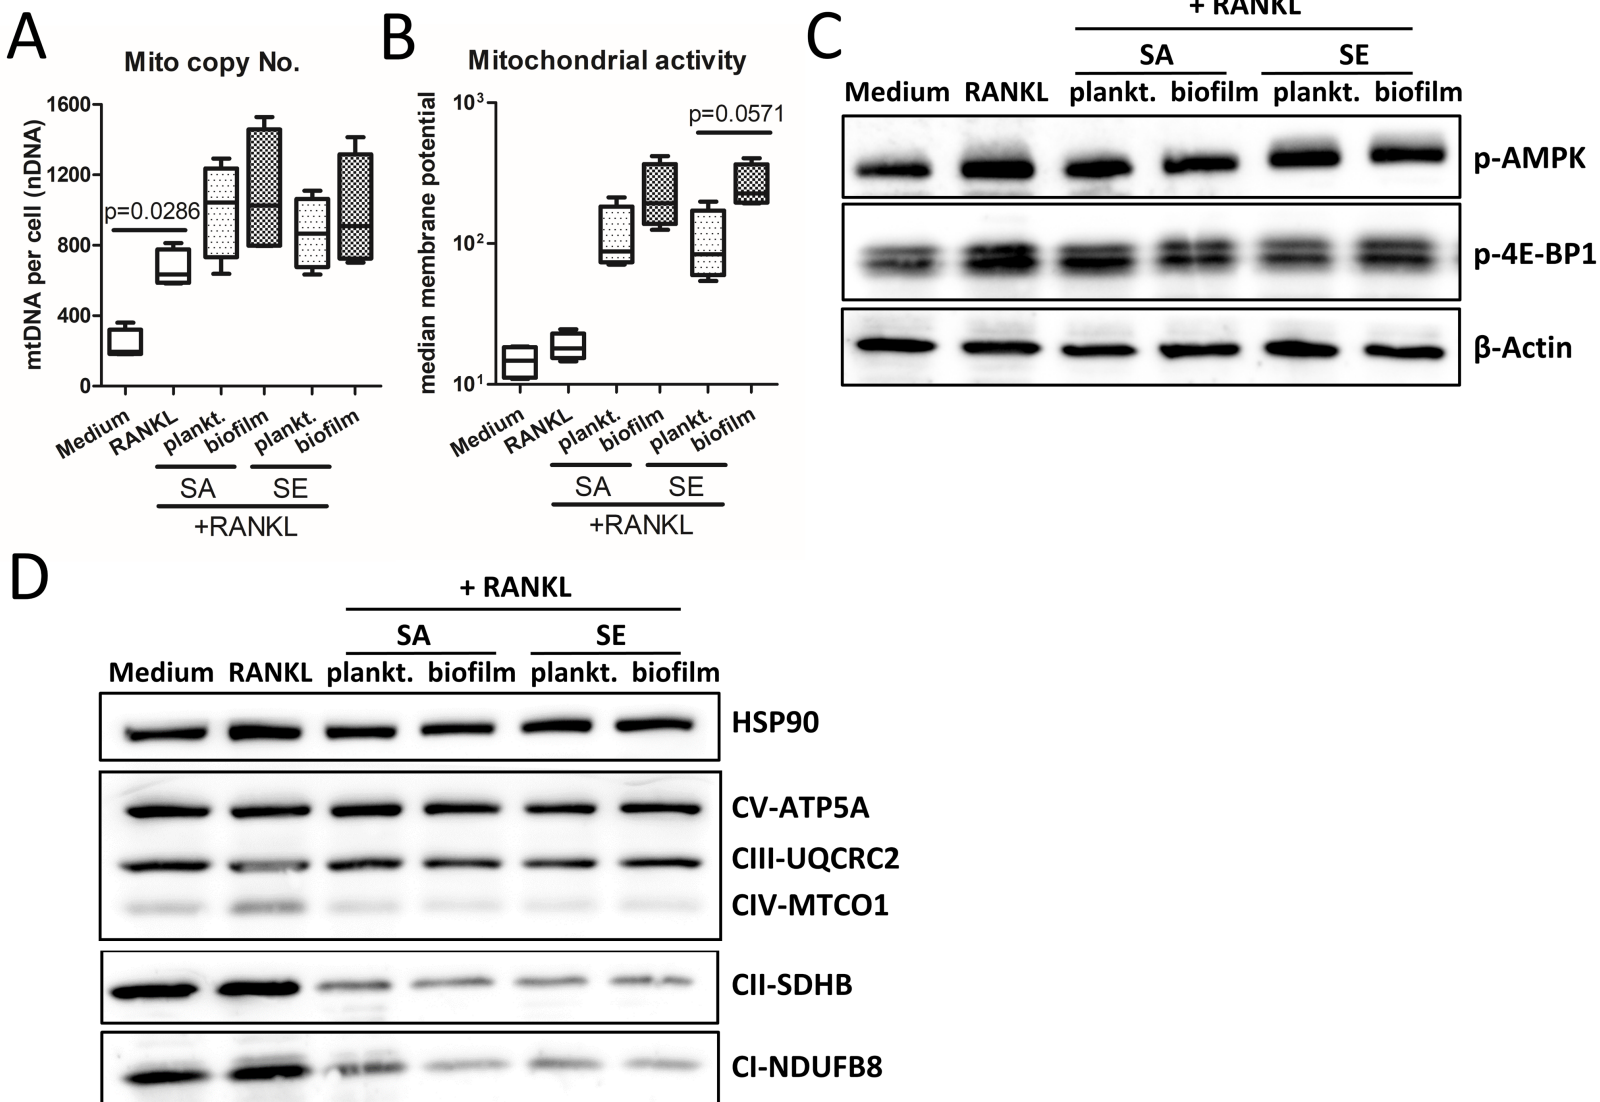 A
Mito copy No.
mtDNA per cell (nDNA)
1600
1200
800
400
0
p=0.0286
Medium
RANKL
plankt.
biofilm
plankt.
biofilm
SA
SE
+RANKL
B
Mitochondrial activity
median membrane potential
10³
10²
10¹
p=0.0571
Medium
RANKL
plankt.
biofilm
plankt.
biofilm
SA
SE
+RANKL
C
+ RANKL
SA
SE
Medium RANKL plankt. biofilm plankt. biofilm
p-AMPK
p-4E-BP1
β-Actin
D
+ RANKL
SA
SE
Medium RANKL plankt. biofilm plankt. biofilm
HSP90
CV-ATP5A
CIII-UQCRC2
CIV-MTCO1
CII-SDHB
CI-NDUFB8